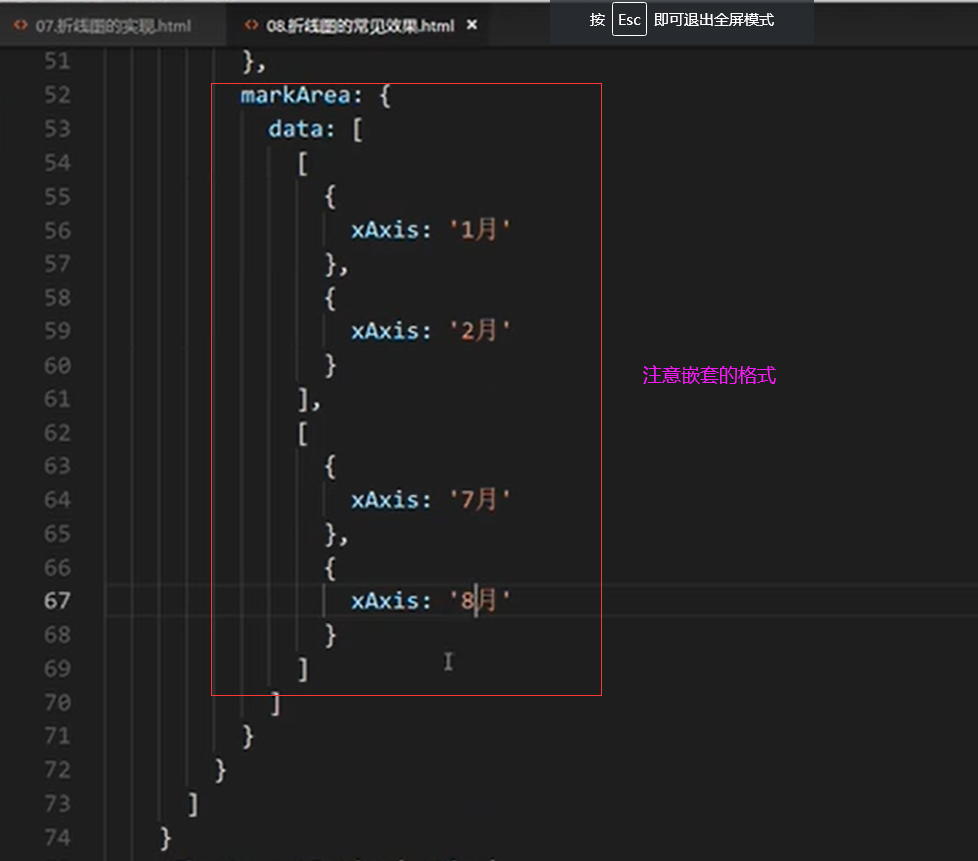 07.折线图的实现.html 08.折线图的常见效果.html ×
按 Esc 即可退出全屏模式
51 },
52 markArea: {
53 data: [
54 [
55 {
56 xAxis: '1月'
57 },
58 {
59 xAxis: '2月'
60 }
61 ],
62 [
63 {
64 xAxis: '7月'
65 },
66 {
67 xAxis: '8月'
68 }
69 ]
70 ]
71 }
72 }
73 ]
74 }
注意嵌套的格式